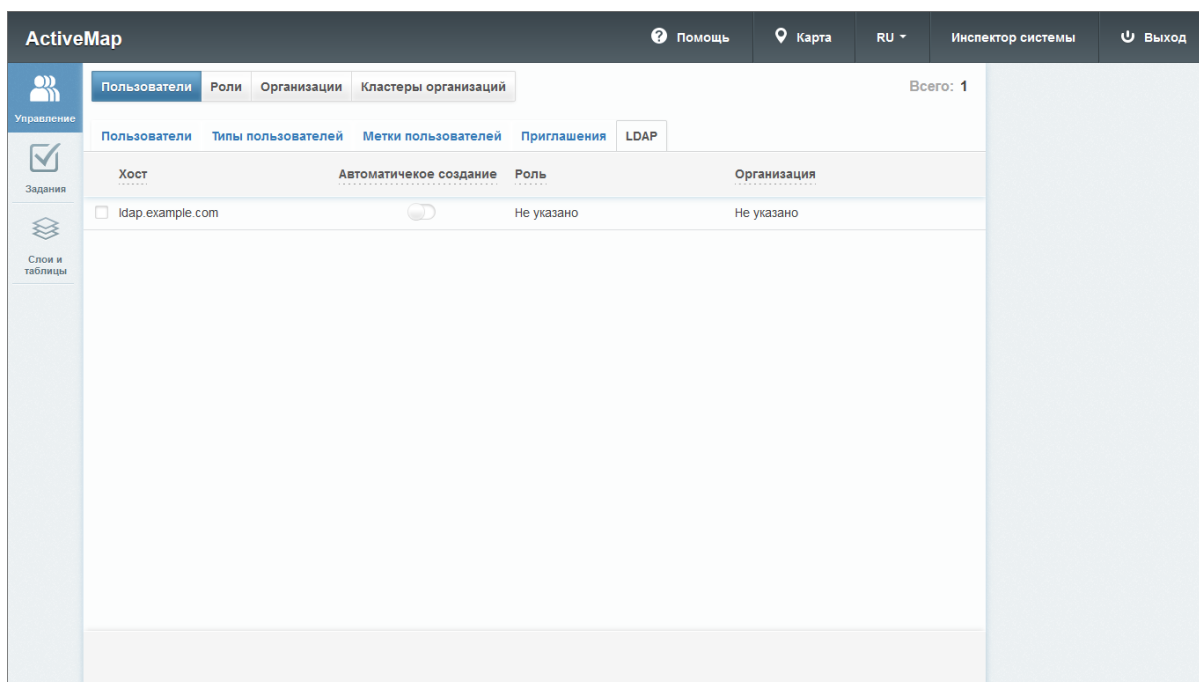 ActiveMap
Помощь
Карта
RU
Инспектор системы
Выход
Управление
Задания
Слои и
таблицы
Пользователи Роли Организации Кластеры организаций
Всего: 1
Пользователи Типы пользователей Метки пользователей Приглашения LDAP
Хост Автоматичекое создание Роль Организация
ldap.example.com Не указано Не указано